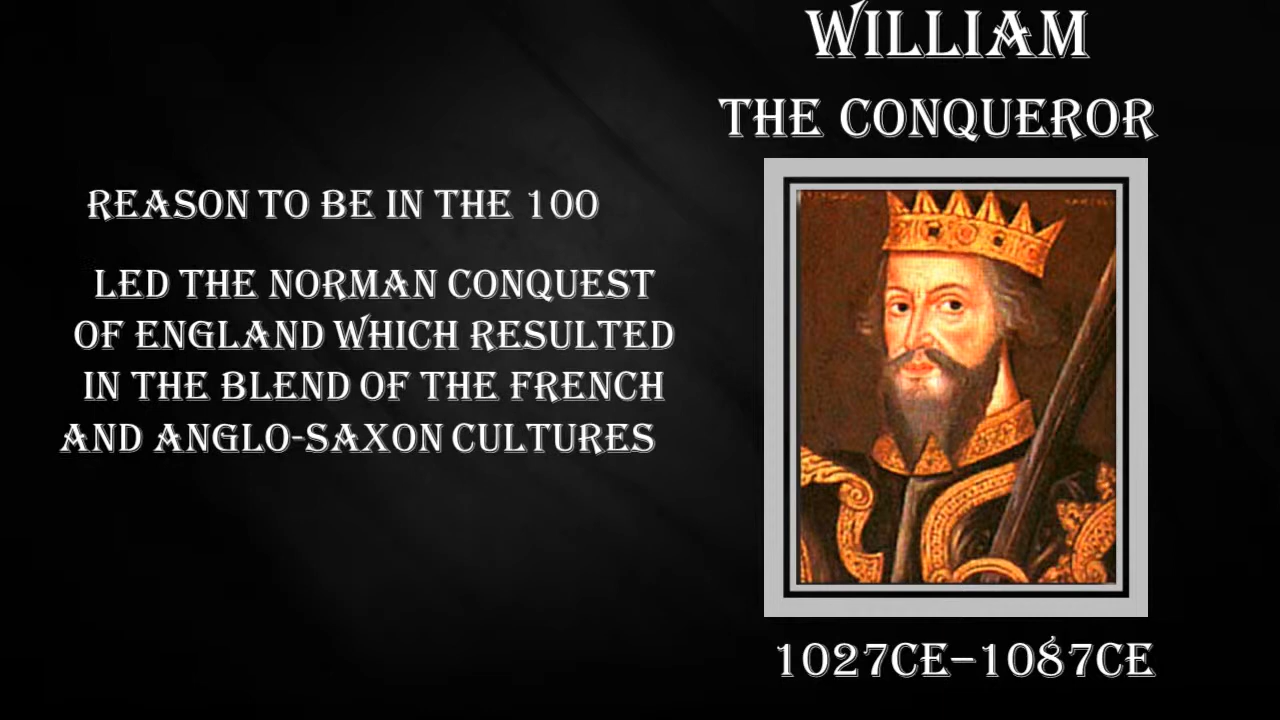 WILLIAM
THE CONQUEROR
REASON TO BE IN THE 100
LED THE NORMAN CONQUEST
OF ENGLAND WHICH RESULTED
IN THE BLEND OF THE FRENCH
AND ANGLO-SAXON CULTURES
1027CE–1087CE